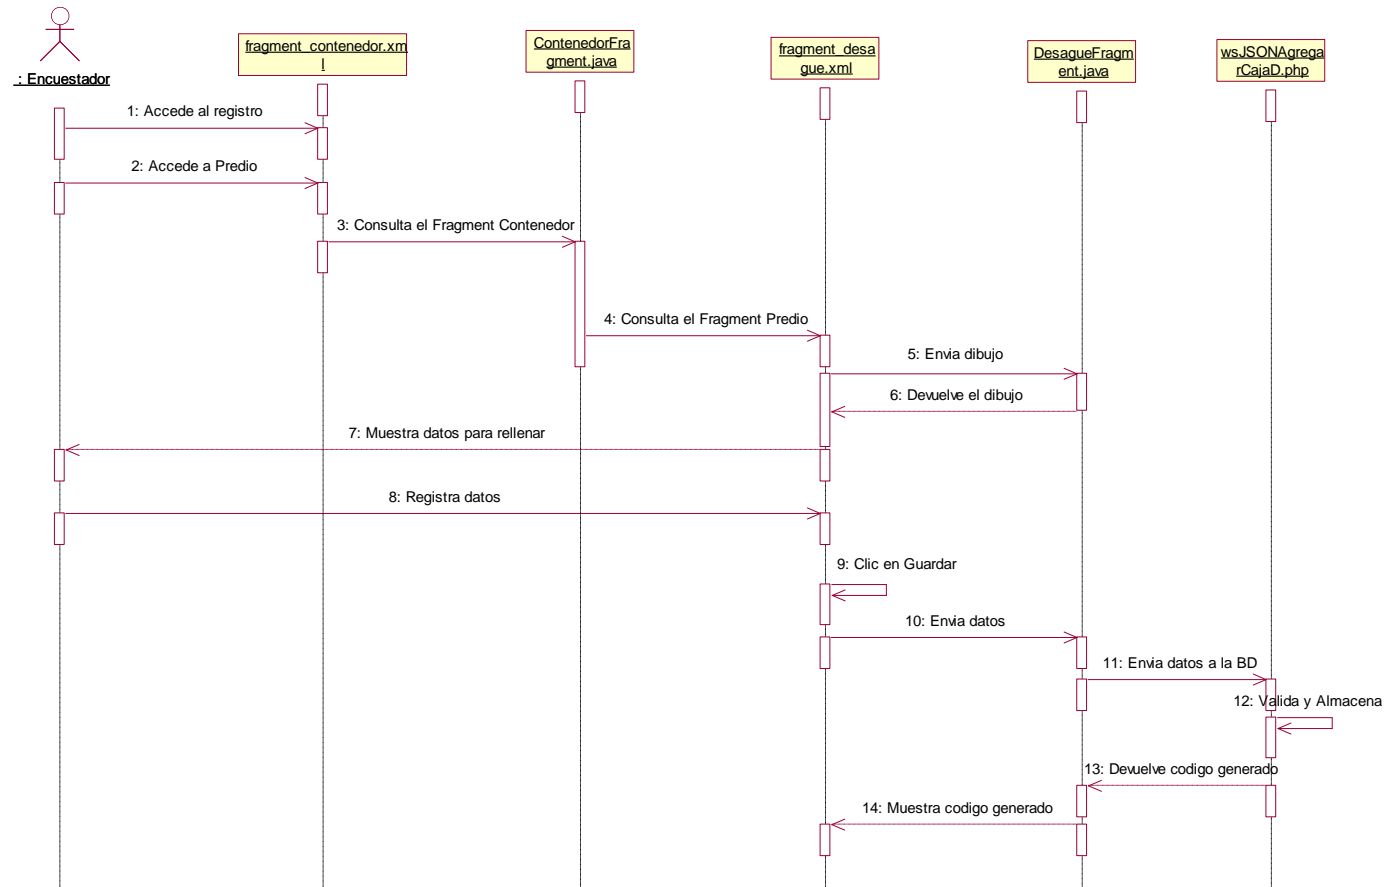 : Encuestador
fragment_contenedor.xm
l
ContenedorFra
gment.java
fragment_desa
gue.xml
DesagueFragm
ent.java
wsJSONAgrega
rCajaD.php
1: Accede al registro
2: Accede a Predio
3: Consulta el Fragment Contenedor
4: Consulta el Fragment Predio
5: Envia dibujo
6: Devuelve el dibujo
7: Muestra datos para rellenar
8: Registra datos
9: Clic en Guardar
10: Envia datos
11: Envia datos a la BD
12: Valida y Almacena
13: Devuelve codigo generado
14: Muestra codigo generado